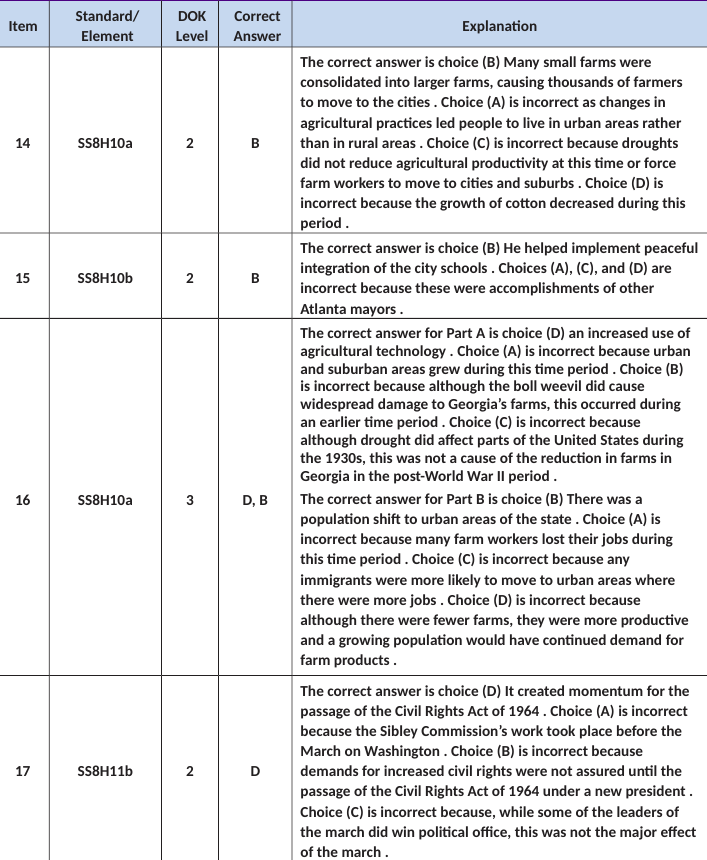 Item
Standard/
Element
DOK
Level
Correct
Answer
Explanation
14
SS8H10a
2
B
The correct answer is choice (B) Many small farms were
consolidated into larger farms, causing thousands of farmers
to move to the cities . Choice (A) is incorrect as changes in
agricultural practices led people to live in urban areas rather
than in rural areas . Choice (C) is incorrect because droughts
did not reduce agricultural productivity at this time or force
farm workers to move to cities and suburbs . Choice (D) is
incorrect because the growth of cotton decreased during this
period .
15
SS8H10b
2
B
The correct answer is choice (B) He helped implement peaceful
integration of the city schools . Choices (A), (C), and (D) are
incorrect because these were accomplishments of other
Atlanta mayors .
16
SS8H10a
3
D, B
The correct answer for Part A is choice (D) an increased use of
agricultural technology . Choice (A) is incorrect because urban
and suburban areas grew during this time period . Choice (B)
is incorrect because although the boll weevil did cause
widespread damage to Georgia’s farms, this occurred during
an earlier time period . Choice (C) is incorrect because
although drought did affect parts of the United States during
the 1930s, this was not a cause of the reduction in farms in
Georgia in the post-World War II period .
The correct answer for Part B is choice (B) There was a
population shift to urban areas of the state . Choice (A) is
incorrect because many farm workers lost their jobs during
this time period . Choice (C) is incorrect because any
immigrants were more likely to move to urban areas where
there were more jobs . Choice (D) is incorrect because
although there were fewer farms, they were more productive
and a growing population would have continued demand for
farm products .
17
SS8H11b
2
D
The correct answer is choice (D) It created momentum for the
passage of the Civil Rights Act of 1964 . Choice (A) is incorrect
because the Sibley Commission’s work took place before the
March on Washington . Choice (B) is incorrect because
demands for increased civil rights were not assured until the
passage of the Civil Rights Act of 1964 under a new president .
Choice (C) is incorrect because, while some of the leaders of
the march did win political office, this was not the major effect
of the march .